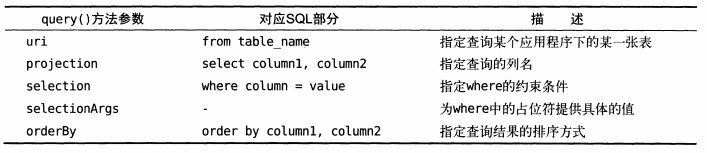 query()方法参数 对应SQL部分 描 述
uri from table_name 指定查询某个应用程序下的某一张表
projection select column1, column2 指定查询的列名
selection where column = value 指定where的约束条件
selectionArgs - 为where中的占位符提供具体的值
orderBy order by column1, column2 指定查询结果的排序方式